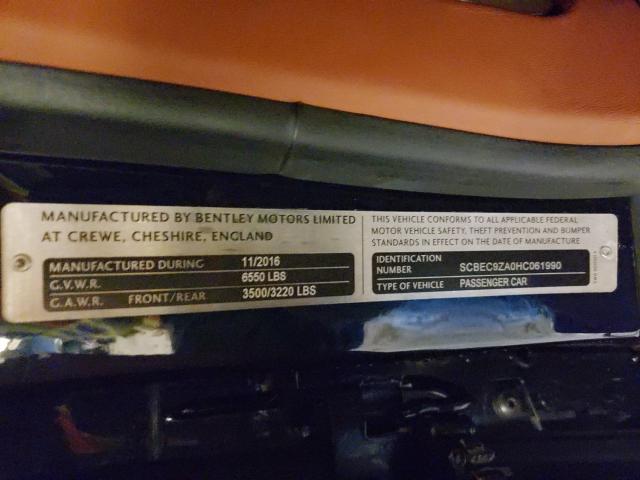 MANUFACTURED BY BENTLEY MOTORS LIMITED
AT CREWE, CHESHIRE, ENGLAND
MANUFACTURED DURING 11/2016
G.V.W.R. 6550 LBS
G.A.W.R. FRONT/REAR 3500/3220 LBS
THIS VEHICLE CONFORMS TO ALL APPLICABLE FEDERAL
MOTOR VEHICLE SAFETY, THEFT PREVENTION AND BUMPER
STANDARDS IN EFFECT ON THE DATE OF MANUFACTURE
IDENTIFICATION
NUMBER SCBEC9ZA0HC061990
TYPE OF VEHICLE PASSENGER CAR